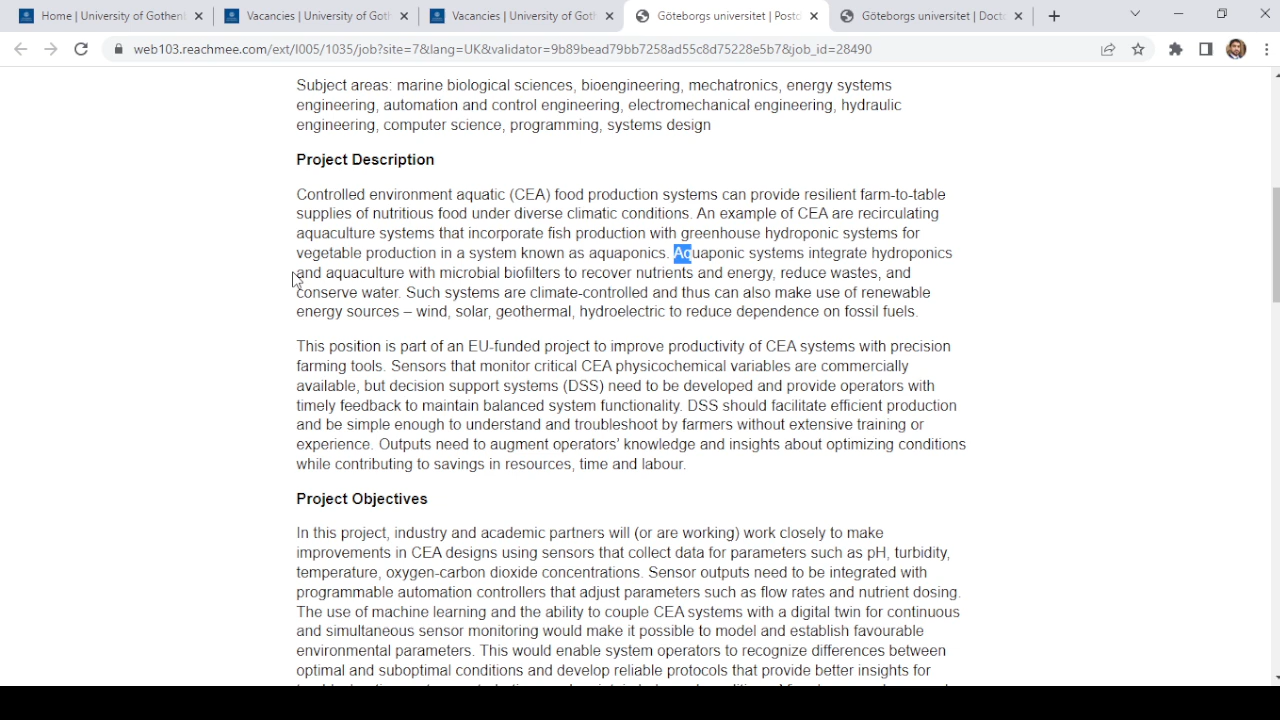 Home | University of Gothen
Vacancies | University of Got
Vacancies | University of Go
Göteborgs universitet | Postd
Göteborgs universitet | Docto
web103.reachmee.com/ext/I005/1035/job?site=7&lang=UK&validator=9b89bead79bb7258ad55c8d75228e5b7&job_id=28490
Subject areas: marine biological sciences, bioengineering, mechatronics, energy systems
engineering, automation and control engineering, electromechanical engineering, hydraulic
engineering, computer science, programming, systems design
Project Description
Controlled environment aquatic (CEA) food production systems can provide resilient farm-to-table
supplies of nutritious food under diverse climatic conditions. An example of CEA are recirculating
aquaculture systems that incorporate fish production with greenhouse hydroponic systems for
vegetable production in a system known as aquaponics. Aquaponic systems integrate hydroponics
and aquaculture with microbial biofilters to recover nutrients and energy, reduce wastes, and
conserve water. Such systems are climate-controlled and thus can also make use of renewable
energy sources – wind, solar, geothermal, hydroelectric to reduce dependence on fossil fuels.
This position is part of an EU-funded project to improve productivity of CEA systems with precision
farming tools. Sensors that monitor critical CEA physicochemical variables are commercially
available, but decision support systems (DSS) need to be developed and provide operators with
timely feedback to maintain balanced system functionality. DSS should facilitate efficient production
and be simple enough to understand and troubleshoot by farmers without extensive training or
experience. Outputs need to augment operators' knowledge and insights about optimizing conditions
while contributing to savings in resources, time and labour.
Project Objectives
In this project, industry and academic partners will (or are working) work closely to make
improvements in CEA designs using sensors that collect data for parameters such as pH, turbidity,
temperature, oxygen-carbon dioxide concentrations. Sensor outputs need to be integrated with
programmable automation controllers that adjust parameters such as flow rates and nutrient dosing.
The use of machine learning and the ability to couple CEA systems with a digital twin for continuous
and simultaneous sensor monitoring would make it possible to model and establish favourable
environmental parameters. This would enable system operators to recognize differences between
optimal and suboptimal conditions and develop reliable protocols that provide better insights for